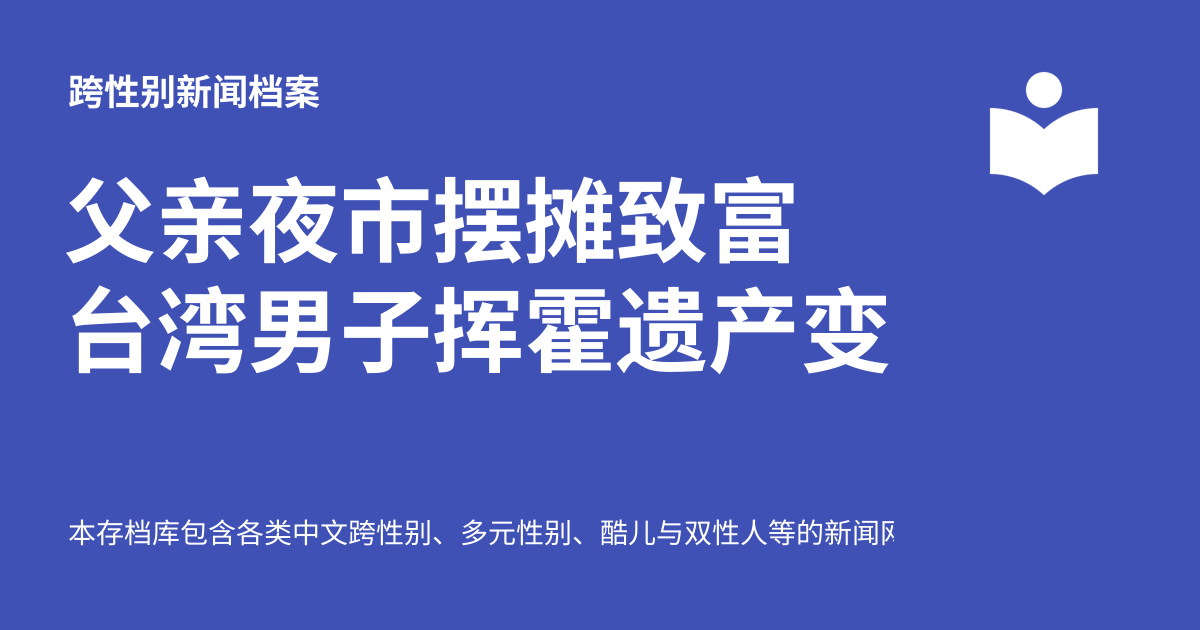 跨性别新闻档案
父亲夜市摆摊致富
台湾男子挥霍遗产变
本存档库包含各类中文跨性别、多元性别、酷儿与双性人等的新闻